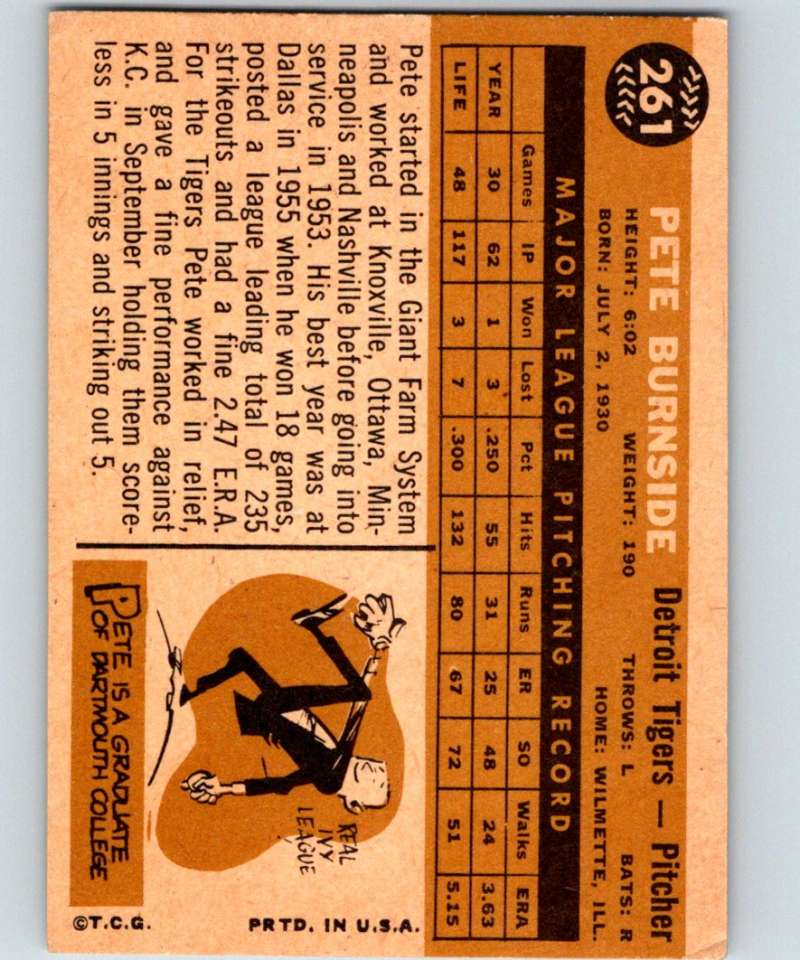 261
PETE BURNSIDE Detroit Tigers — Pitcher
HEIGHT: 6:02 WEIGHT: 190 THROWS: L BATS: R
BORN: JULY 2, 1930 HOME: WILMETTE, ILL.
MAJOR LEAGUE PITCHING RECORD
Games IP Won Lost Pct Hits Runs ER SO Walks ERA
YEAR 30 62 1 3 .250 55 31 25 48 24 3.63
LIFE 48 117 3 7 .300 132 80 67 72 51 5.15
Pete started in the Giant Farm System
and worked at Knoxville, Ottawa, Min-
neapolis and Nashville before going into
service in 1953. His best year was at
Dallas in 1955 when he won 18 games,
posted a league leading total of 235
strikeouts and had a fine 2.47 E.R.A.
For the Tigers Pete worked in relief,
and gave a fine performance against
K.C. in September holding them score-
less in 5 innings and striking out 5.
REAL
IVY
LEAGUE
PETE IS A GRADUATE
OF DARTMOUTH COLLEGE
©T.C.G. PRTD. IN U.S.A.